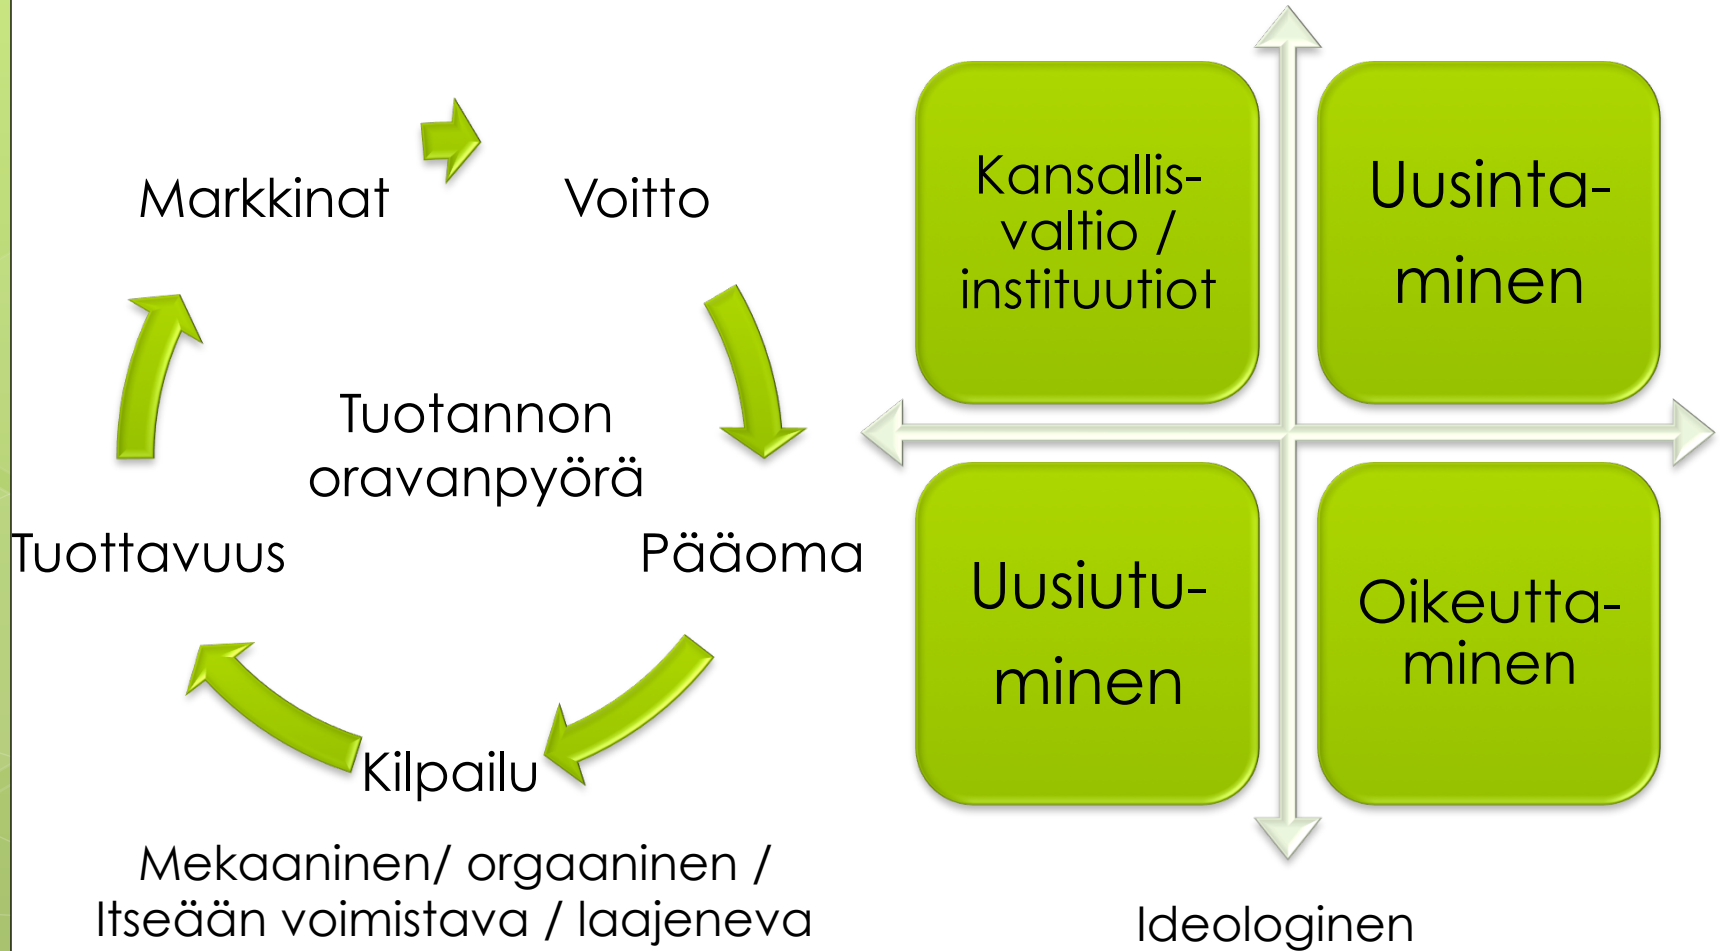 Markkinat
Voitto
Tuotannon
oravanpyörä
Tuottavuus
Pääoma
Kilpailu
Mekaaninen/ orgaaninen /
Itseään voimistava / laajeneva
Kansallis-
valtio /
instituutiot
Uusinta-
minen
Uusiutu-
minen
Oikeutta-
minen
Ideologinen